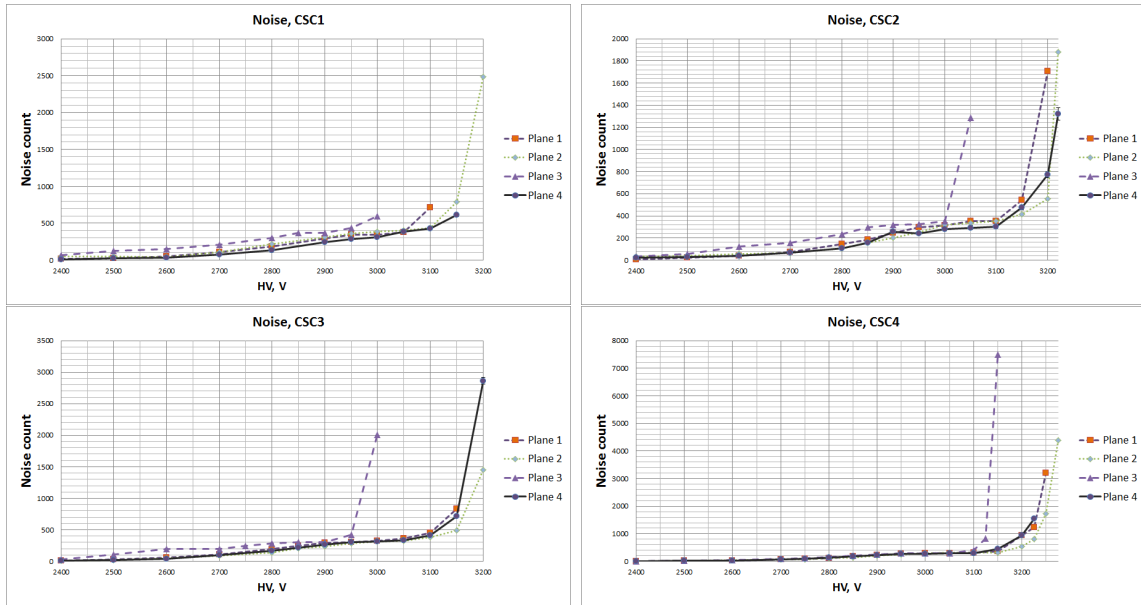 Noise, CSC1
3000
2500
2000
1500
1000
500
0
Noise count
2400 2500 2600 2700 2800 2900 3000 3100 3200
HV, V
Plane 1
Plane 2
Plane 3
Plane 4
Noise, CSC2
2000
1800
1600
1400
1200
1000
800
600
400
200
0
Noise count
2400 2500 2600 2700 2800 2900 3000 3100 3200
HV, V
Plane 1
Plane 2
Plane 3
Plane 4
Noise, CSC3
3500
3000
2500
2000
1500
1000
500
0
Noise count
2400 2500 2600 2700 2800 2900 3000 3100 3200
HV, V
Plane 1
Plane 2
Plane 3
Plane 4
Noise, CSC4
8000
7000
6000
5000
4000
3000
2000
1000
0
Noise count
2400 2500 2600 2700 2800 2900 3000 3100 3200
HV, V
Plane 1
Plane 2
Plane 3
Plane 4